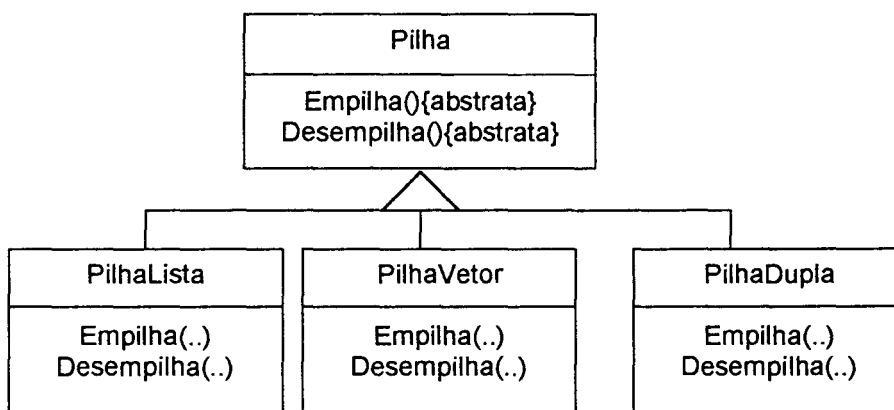 Pilha
Empilha(){abstrata}
Desempilha(){abstrata}
PilhaLista
Empilha(..)
Desempilha(..)
PilhaVetor
Empilha(..)
Desempilha(..)
PilhaDupla
Empilha(..)
Desempilha(..)